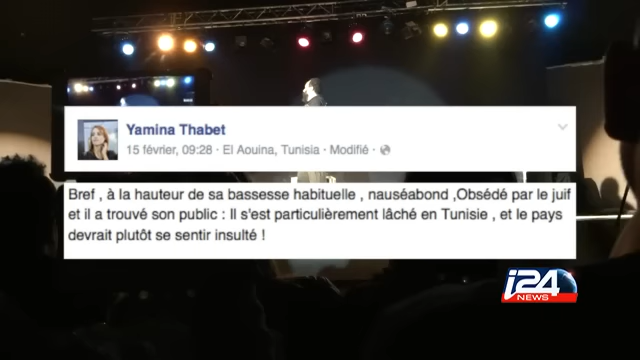 Yamina Thabet
15 février, 09:28 · El Aouina, Tunisia · Modifié ·
Bref , à la hauteur de sa bassesse habituelle , nauséabond ,Obsédé par le juif
et il a trouvé son public : Il s'est particulièrement lâché en Tunisie , et le pays
devrait plutôt se sentir insulté !
i24
NEWS